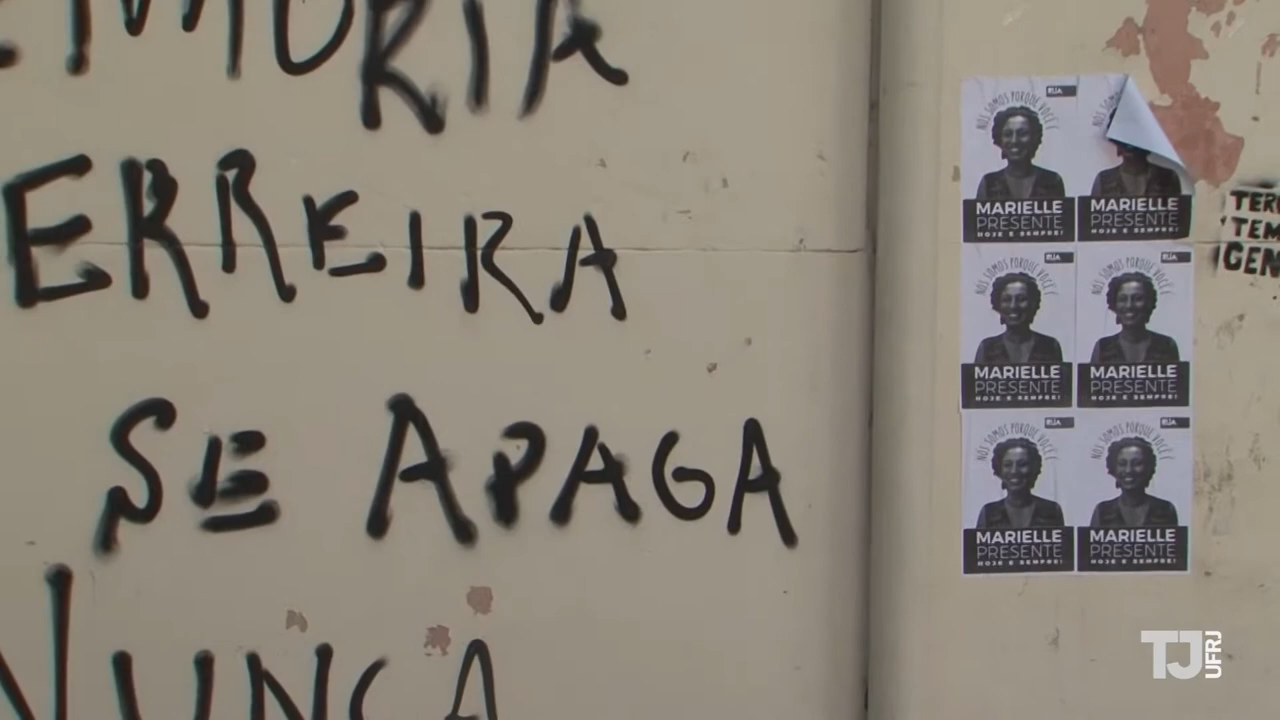 EMORIA
ERREIRA
SE APAGA
NUNCA
RUA
NÓS SOMOS PORQUE VOCÊ É
MARIELLE
PRESENTE
HOJE E SEMPRE!
MARIELLE
PRESENTE
HOJE E SEMPRE!
RUA
NÓS SOMOS PORQUE VOCÊ É
MARIELLE
PRESENTE
HOJE E SEMPRE!
RUA
NÓS SOMOS PORQUE VOCÊ É
MARIELLE
PRESENTE
HOJE E SEMPRE!
RUA
NÓS SOMOS PORQUE VOCÊ É
MARIELLE
PRESENTE
HOJE E SEMPRE!
RUA
NÓS SOMOS PORQUE VOCÊ É
MARIELLE
PRESENTE
HOJE E SEMPRE!
TEM
TJ UFRJ